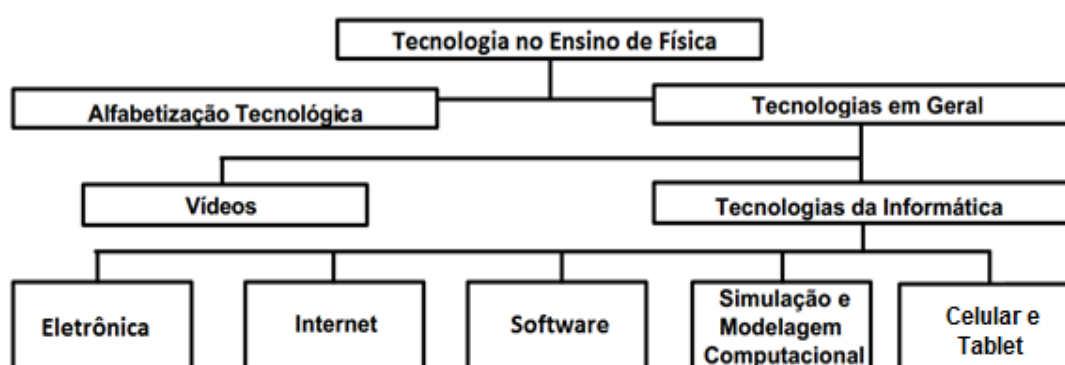 Tecnologia no Ensino de Física
Alfabetização Tecnológica
Tecnologias em Geral
Vídeos
Tecnologias da Informática
Eletrônica
Internet
Software
Simulação e
Modelagem
Computacional
Celular e
Tablet